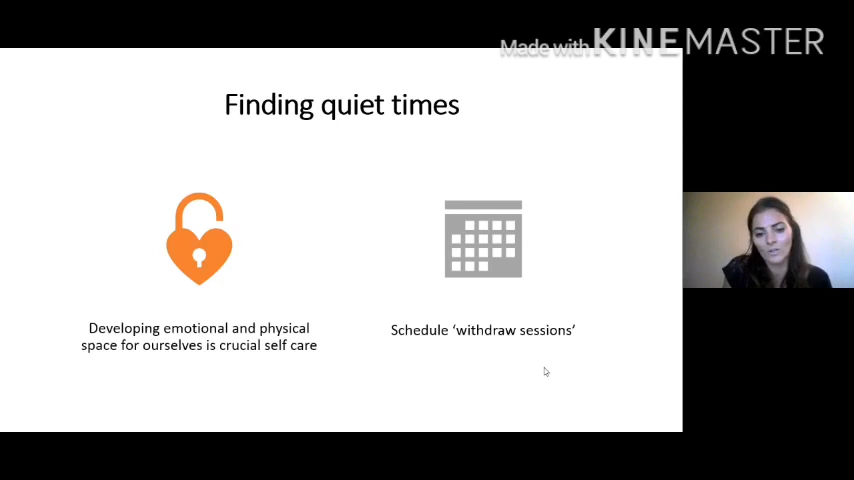 Made with KINEMASTER
Finding quiet times
Developing emotional and physical
space for ourselves is crucial self care
Schedule ‘withdraw sessions’